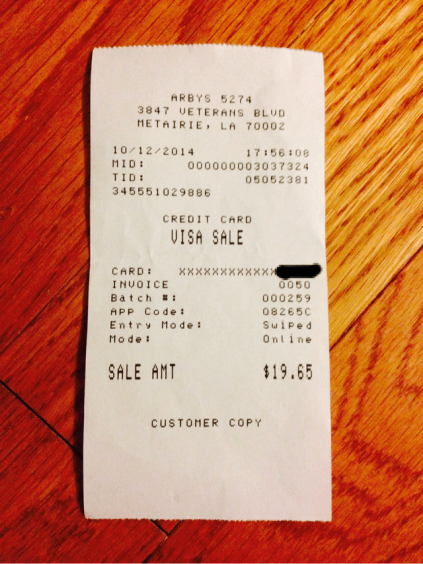 ARBYS 5274
3847 VETERANS BLVD
METAIRIE, LA 70002
10/12/2014 17:56:08
MID: 000000003037324
TID: 05052381
345551029886
CREDIT CARD
VISA SALE
CARD: XXXXXXXXXXXX
INVOICE 0050
Batch #: 000259
APP Code: 08265C
Entry Mode: Swiped
Mode: Online
SALE AMT $19.65
CUSTOMER COPY